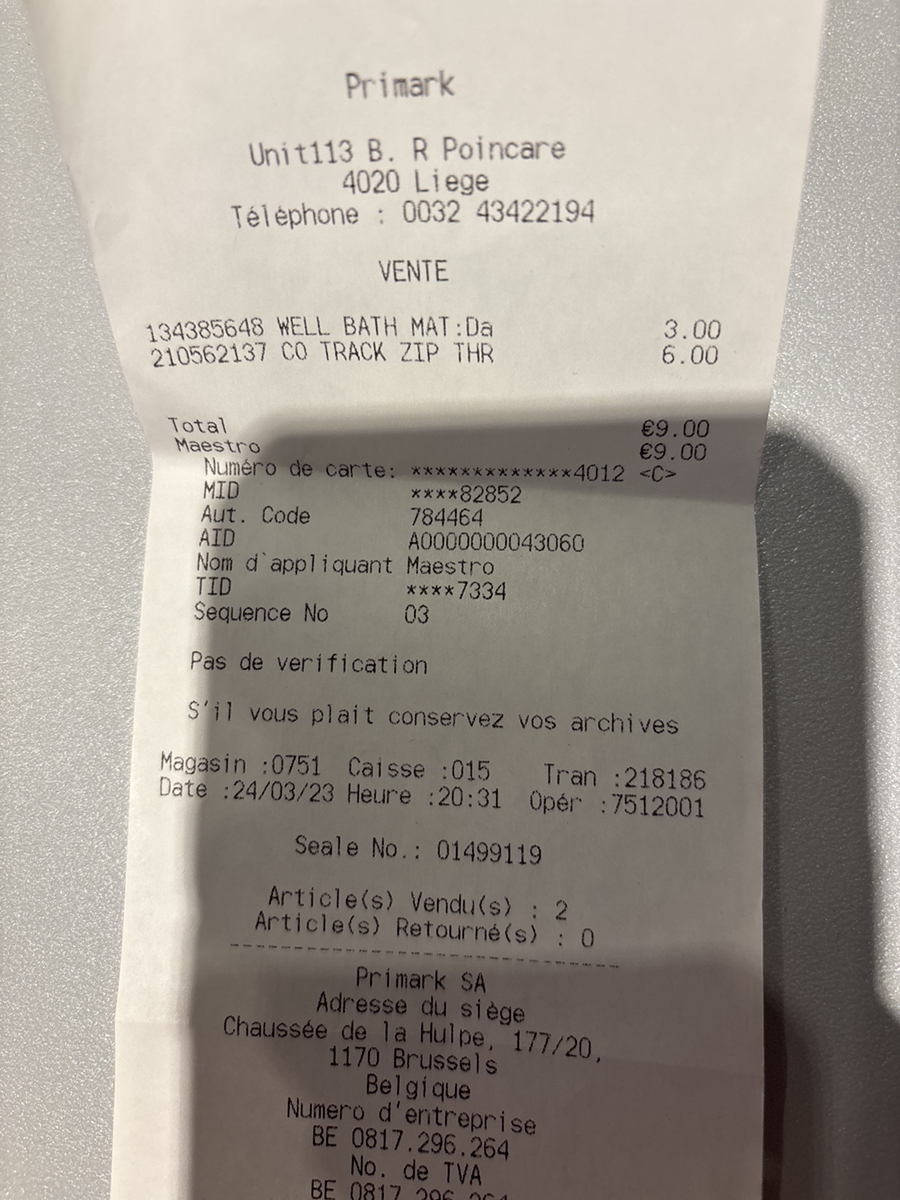 Primark
Unit113 B. R Poincare
4020 Liege
Téléphone : 0032 43422194
VENTE
134385648 WELL BATH MAT:Da 3.00
210562137 CO TRACK ZIP THR 6.00
Total €9.00
Maestro €9.00
Numéro de carte: *************4012 <C>
MID ****82852
Aut. Code 784464
AID A0000000043060
Nom d`appliquant Maestro
TID ****7334
Sequence No 03
Pas de verification
S'il vous plait conservez vos archives
Magasin :0751 Caisse :015 Tran :218186
Date :24/03/23 Heure :20:31 Opér :7512001
Seale No.: 01499119
Article(s) Vendu(s) : 2
Article(s) Retourné(s) : 0
Primark SA
Adresse du siège
Chaussée de la Hulpe, 177/20,
1170 Brussels
Belgique
Numero d'entreprise
BE 0817.296.264
No. de TVA
BE 0817.296.264